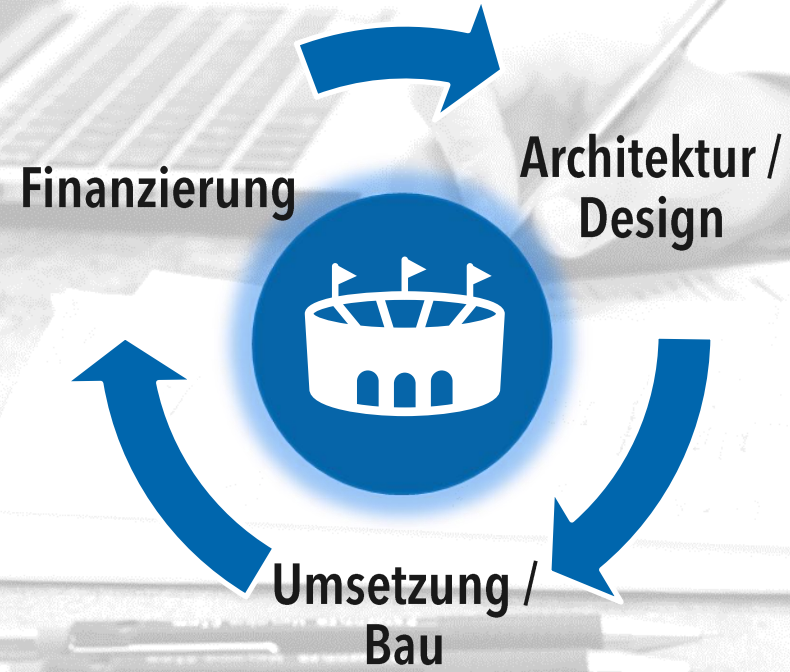 Finanzierung
Architektur /
Design
Umsetzung /
Bau